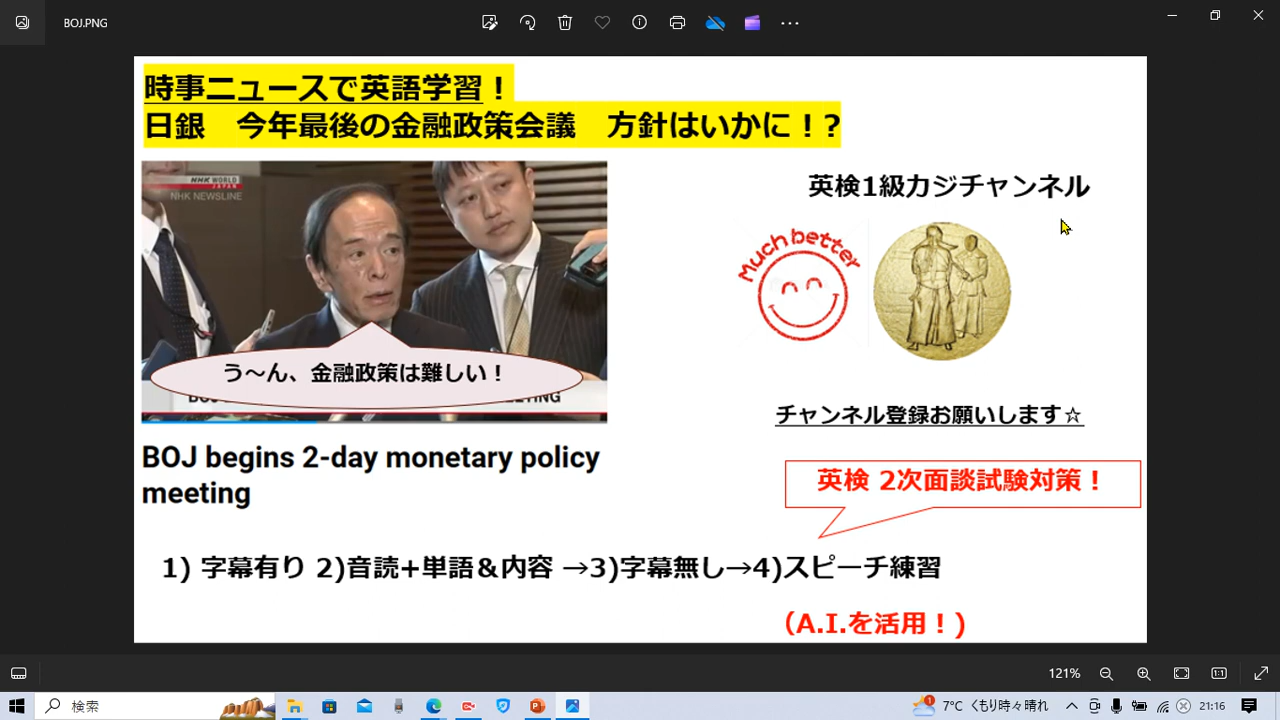 BOJ.PNG
時事ニュースで英語学習！
日銀　今年最後の金融政策会議　方針はいかに！?
NHK WORLD
JAPAN
NHK NEWSLINE
英検1級カジチャンネル
Much better
う～ん、金融政策は難しい！
チャンネル登録お願いします☆
BOJ begins 2-day monetary policy
meeting
英検 2次面談試験対策！
1) 字幕有り 2)音読+単語＆内容 →3)字幕無し→4)スピーチ練習
（A.I.を活用！)
121%
1:1
検索
1
7°C くもり時々晴れ
21:16